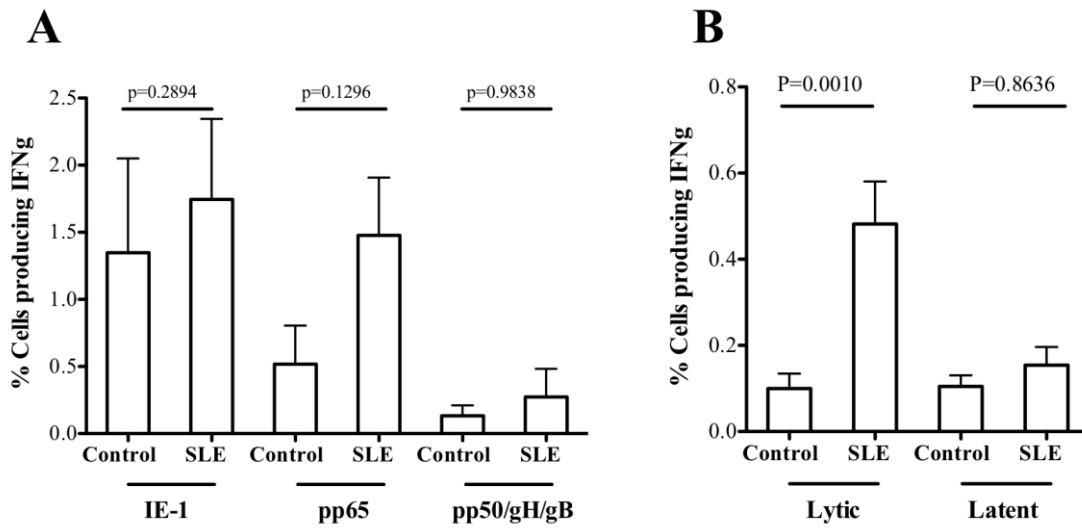 A
p=0.2894 p=0.1296 p=0.9838
% Cells producing IFNg
2.5
2.0
1.5
1.0
0.5
0.0
Control SLE Control SLE Control SLE
IE-1 pp65 pp50/gH/gB
B
P=0.0010 P=0.8636
% Cells producing IFNg
0.8
0.6
0.4
0.2
0.0
Control SLE Control SLE
Lytic Latent